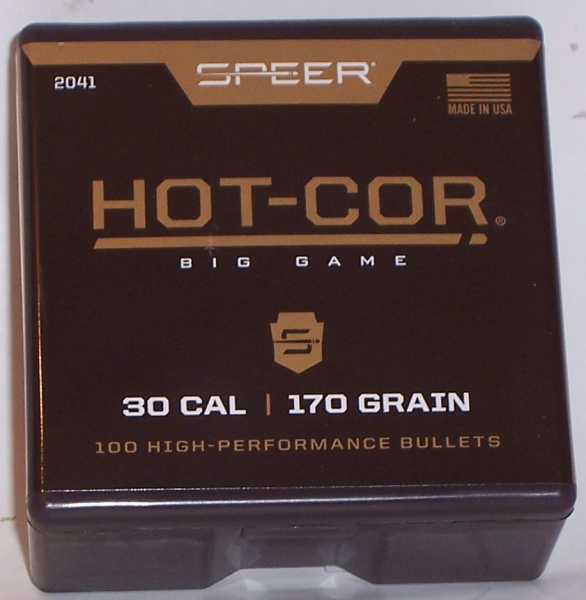 SPEER®
2041
MADE IN USA
HOT-COR®
BIG GAME
S
30 CAL | 170 GRAIN
100 HIGH-PERFORMANCE BULLETS